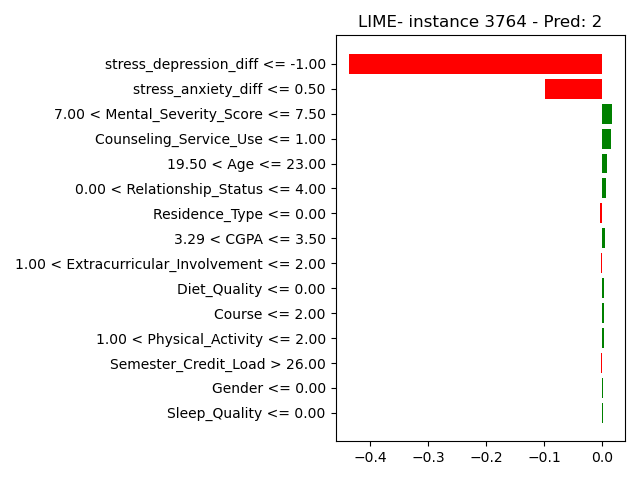 LIME- instance 3764 - Pred: 2
stress_depression_diff <= -1.00
stress_anxiety_diff <= 0.50
7.00 < Mental_Severity_Score <= 7.50
Counseling_Service_Use <= 1.00
19.50 < Age <= 23.00
0.00 < Relationship_Status <= 4.00
Residence_Type <= 0.00
3.29 < CGPA <= 3.50
1.00 < Extracurricular_Involvement <= 2.00
Diet_Quality <= 0.00
Course <= 2.00
1.00 < Physical_Activity <= 2.00
Semester_Credit_Load > 26.00
Gender <= 0.00
Sleep_Quality <= 0.00
−0.4 −0.3 −0.2 −0.1 0.0